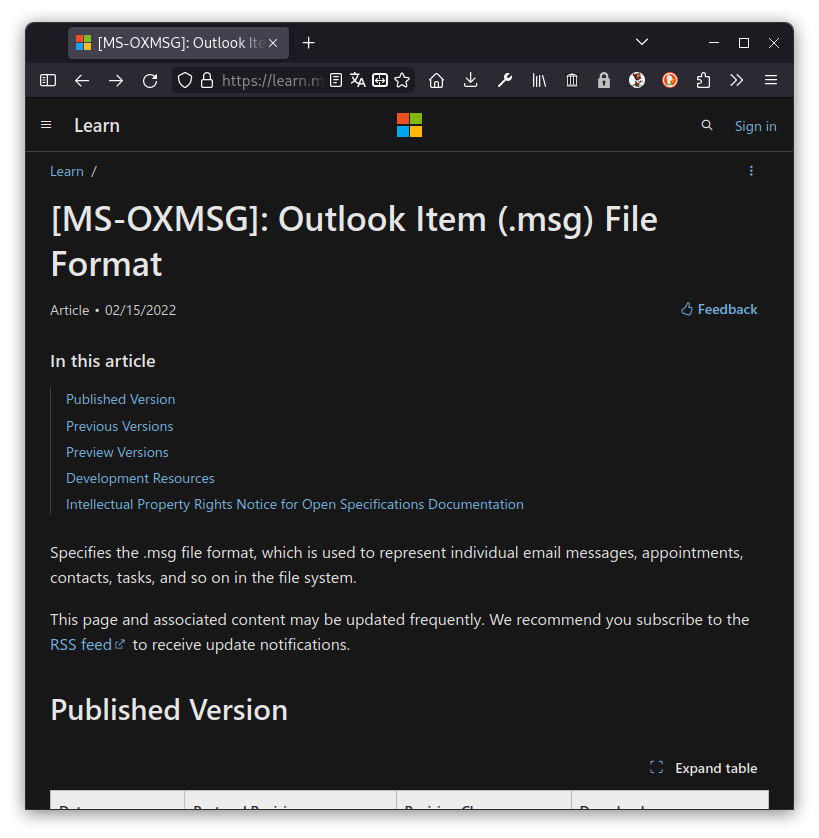 [MS-OXMSG]: Outlook Ite
https://learn.m
Learn
Sign in
Learn /
[MS-OXMSG]: Outlook Item (.msg) File
Format
Article • 02/15/2022
Feedback
In this article
Published Version
Previous Versions
Preview Versions
Development Resources
Intellectual Property Rights Notice for Open Specifications Documentation
Specifies the .msg file format, which is used to represent individual email messages, appointments,
contacts, tasks, and so on in the file system.
This page and associated content may be updated frequently. We recommend you subscribe to the
RSS feed to receive update notifications.
Published Version
Expand table